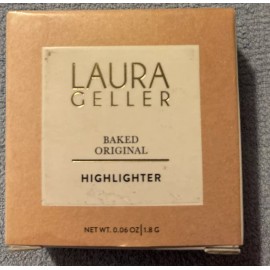 LAURA
GELLER
BAKED
ORIGINAL
HIGHLIGHTER
NET WT. 0.06 OZ | 1.8 G